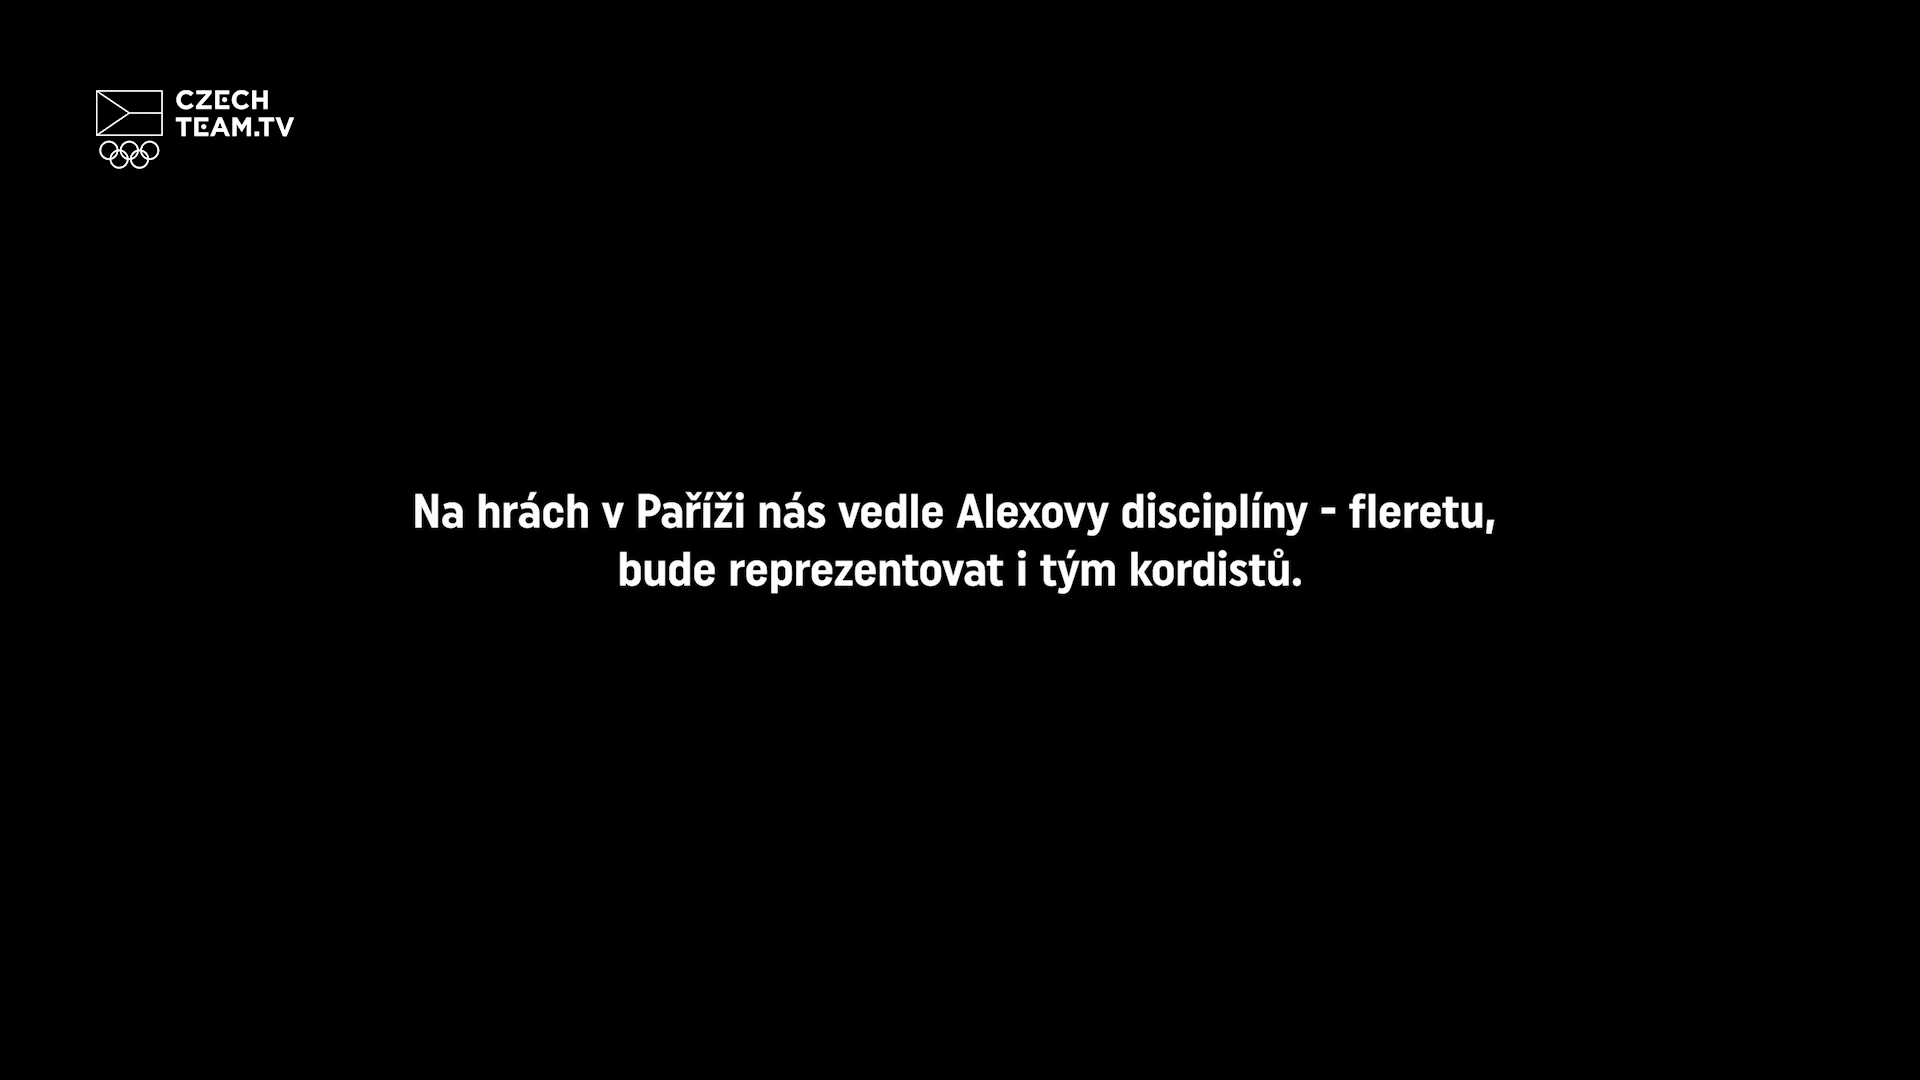 CZECH
TEAM.TV
Na hrách v Paříži nás vedle Alexovy disciplíny - fleretu,
bude reprezentovat i tým kordistů.